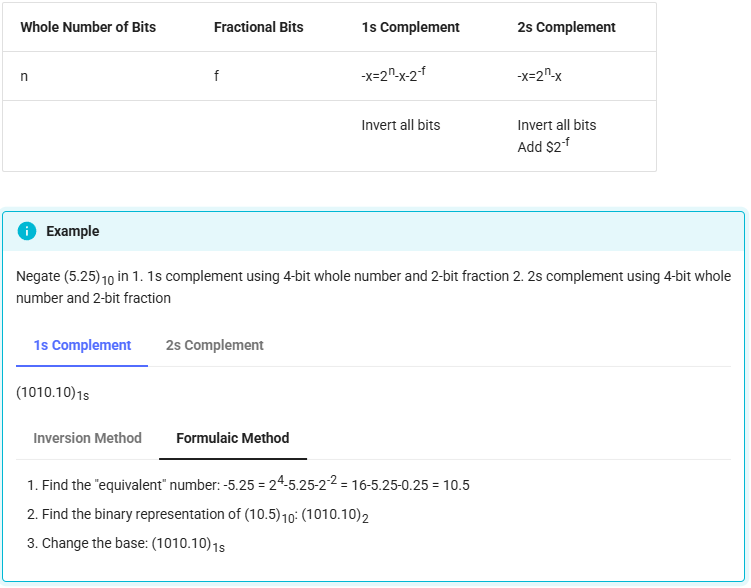 Whole Number of Bits Fractional Bits 1s Complement 2s Complement
n f -x=2ⁿ-x-2⁻ᶠ -x=2ⁿ-x
Invert all bits Invert all bits
Add $2⁻ᶠ
Example
Negate (5.25)₁₀ in 1. 1s complement using 4-bit whole number and 2-bit fraction 2. 2s complement using 4-bit whole
number and 2-bit fraction
1s Complement 2s Complement
(1010.10)₁ₛ
Inversion Method Formulaic Method
1. Find the "equivalent" number: -5.25 = 2⁴-5.25-2⁻² = 16-5.25-0.25 = 10.5
2. Find the binary representation of (10.5)₁₀: (1010.10)₂
3. Change the base: (1010.10)₁ₛ